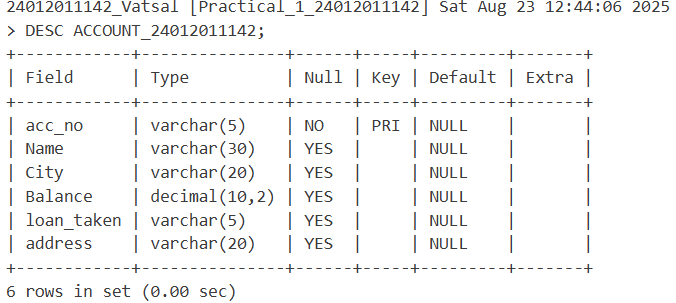 24012011142_Vatsal [Practical_1_24012011142] Sat Aug 23 12:44:06 2025
> DESC ACCOUNT_24012011142;
+------------+---------------+------+-----+---------+-------+
| Field      | Type          | Null | Key | Default | Extra |
+------------+---------------+------+-----+---------+-------+
| acc_no     | varchar(5)    | NO   | PRI | NULL    |       |
| Name       | varchar(30)   | YES  |     | NULL    |       |
| City       | varchar(20)   | YES  |     | NULL    |       |
| Balance    | decimal(10,2) | YES  |     | NULL    |       |
| loan_taken | varchar(5)    | YES  |     | NULL    |       |
| address    | varchar(20)   | YES  |     | NULL    |       |
+------------+---------------+------+-----+---------+-------+
6 rows in set (0.00 sec)